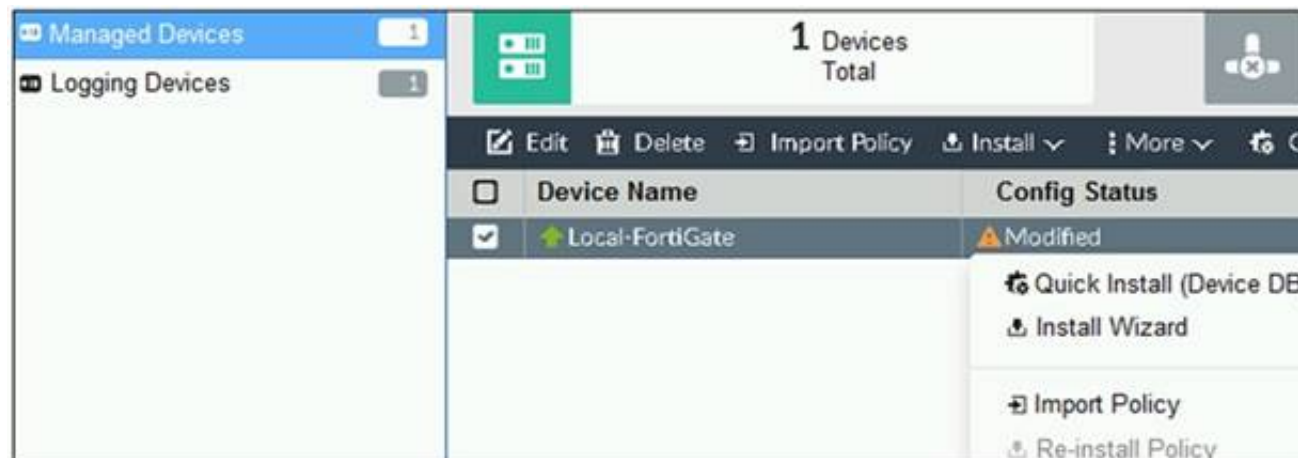 Managed Devices 1
Logging Devices 1
1 Devices
Total
Edit Delete Import Policy Install More
Device Name Config Status
Local-FortiGate Modified
Quick Install (Device DB
Install Wizard
Import Policy
Re-install Policy